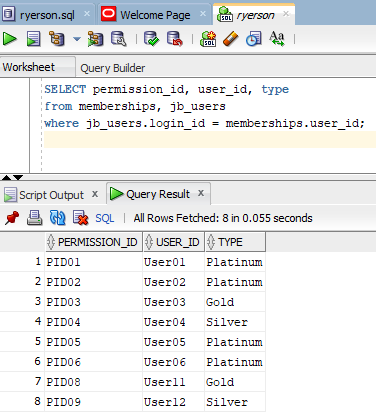 ryerson.sql Welcome Page ryerson
Worksheet Query Builder
SELECT permission_id, user_id, type
from memberships, jb_users
where jb_users.login_id = memberships.user_id;
Script Output Query Result
SQL All Rows Fetched: 8 in 0.055 seconds
PERMISSION_ID USER_ID TYPE
1 PID01 User01 Platinum
2 PID02 User02 Platinum
3 PID03 User03 Gold
4 PID04 User04 Silver
5 PID05 User05 Platinum
6 PID06 User06 Platinum
7 PID08 User11 Gold
8 PID09 User12 Silver